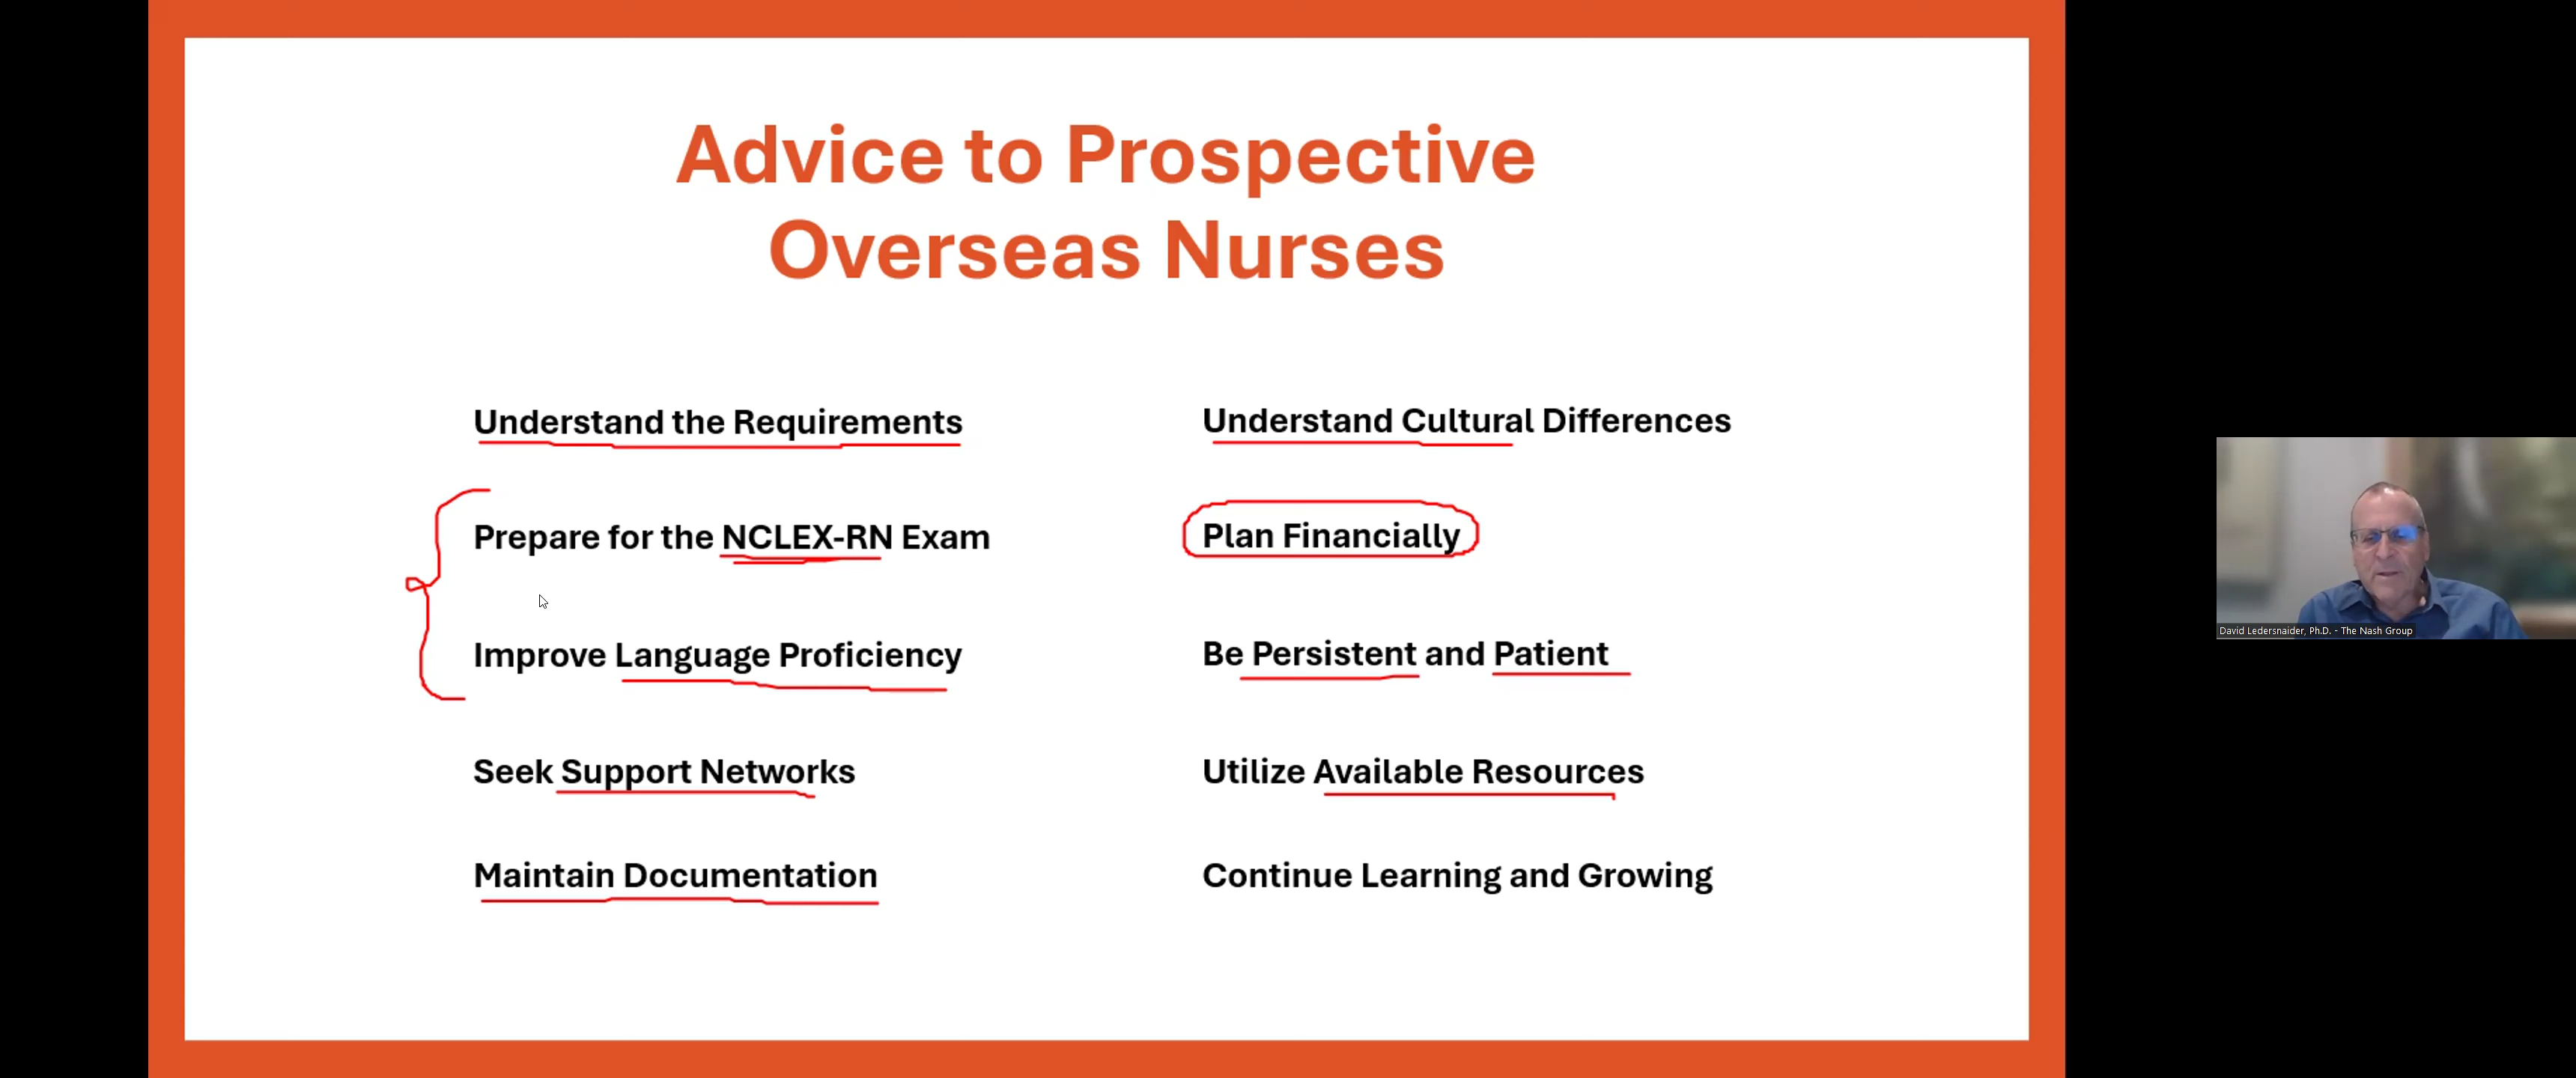 Advice to Prospective
Overseas Nurses
Understand the Requirements
Prepare for the NCLEX-RN Exam
Improve Language Proficiency
Seek Support Networks
Maintain Documentation
Understand Cultural Differences
Plan Financially
Be Persistent and Patient
Utilize Available Resources
Continue Learning and Growing
David Ledersnaider, Ph.D. - The Nash Group